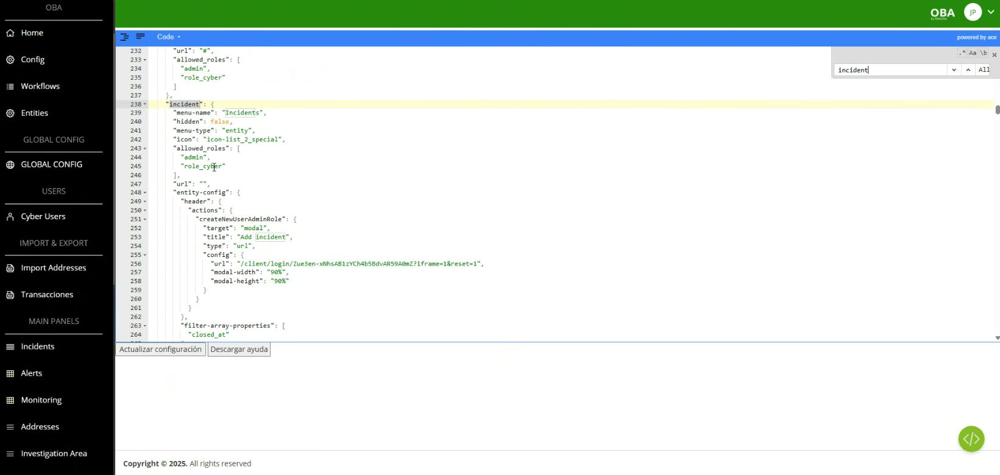 OBA
Home
Config
Workflows
Entities
GLOBAL CONFIG
GLOBAL CONFIG
USERS
Cyber Users
IMPORT & EXPORT
Import Addresses
Transacciones
MAIN PANELS
Incidents
Alerts
Monitoring
Addresses
Investigation Area
OBA
JP
Code
powered by ace
.* Aa \b
incident
All
232 "url": "#",
233 "allowed_roles": [
234 "admin",
235 "role_cyber"
236 ]
237 },
238 "incident": {
239 "menu-name": "Incidents",
240 "hidden": false,
241 "menu-type": "entity",
242 "icon": "icon-list_2_special",
243 "allowed_roles": [
244 "admin",
245 "role_cyber"
246 ],
247 "url": "",
248 "entity-config": {
249 "header": {
250 "actions": {
251 "createNewUserAdminRole": {
252 "target": "modal",
253 "title": "Add incident",
254 "type": "url",
255 "config": {
256 "url": "/client/login/Zue3en-xNhsAB1zYCh4b5BdvAR59A0mZ?iframe=1&reset=1",
257 "modal-width": "90%",
258 "modal-height": "90%"
259 }
260 }
261 }
262 },
263 "filter-array-properties": [
264 "closed_at"
Actualizar configuración
Descargar ayuda
</>
Copyright © 2025. All rights reserved